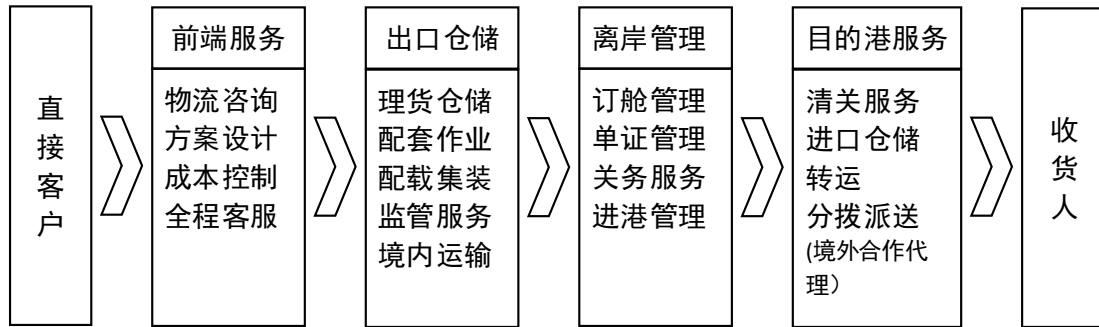 直
接
客
户
前端服务
物流咨询
方案设计
成本控制
全程客服
出口仓储
理货仓储
配套作业
配载集装
监管服务
境内运输
离岸管理
订舱管理
单证管理
关务服务
进港管理
目的港服务
清关服务
进口仓储
转运
分拨派送
(境外合作代
理）
收
货
人